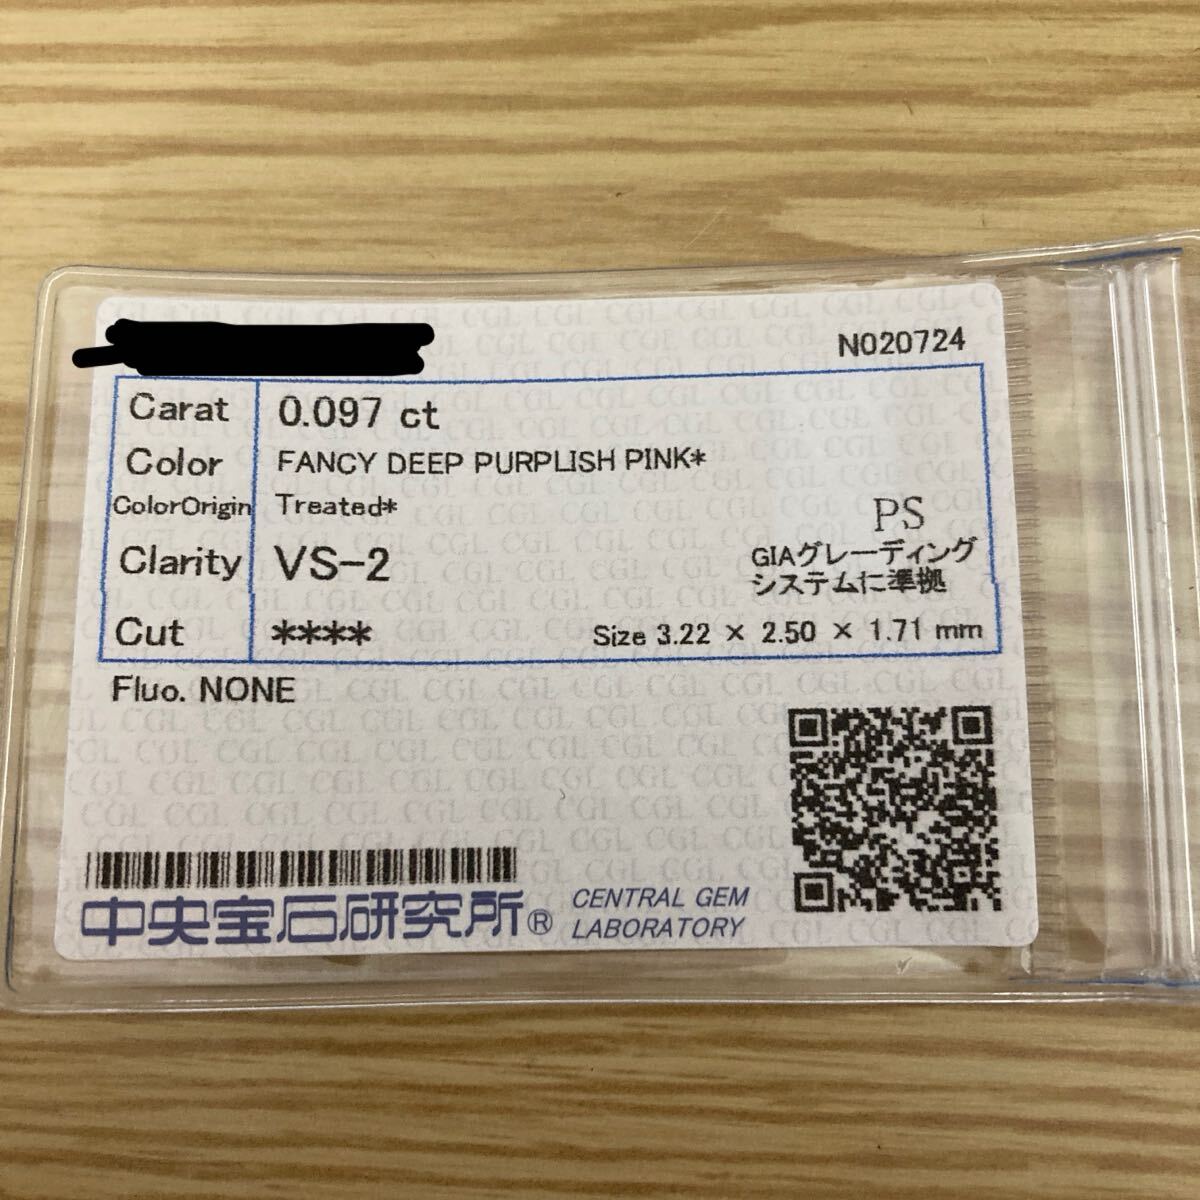 N020724
Carat 0.097 ct
Color FANCY DEEP PURPLISH PINK*
ColorOrigin Treated*
PS
Clarity VS-2
GIAグレーディング
システムに準拠
Cut **** Size 3.22 × 2.50 × 1.71 mm
Fluo. NONE
中央宝石研究所® CENTRAL GEM
LABORATORY